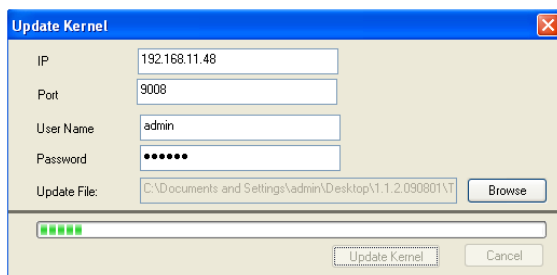 Update Kernel
IP 192.168.11.48
Port 9008
User Name admin
Password ••••••
Update File: C:\Documents and Settings\admin\Desktop\1.1.2.090801\T Browse
Update Kernel Cancel